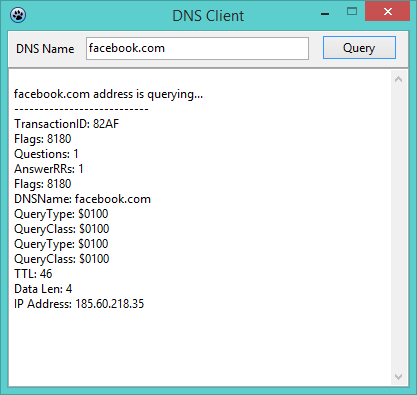 DNS Client
DNS Name facebook.com Query
facebook.com address is querying...
---------------------------
TransactionID: 82AF
Flags: 8180
Questions: 1
AnswerRRs: 1
Flags: 8180
DNSName: facebook.com
QueryType: $0100
QueryClass: $0100
QueryType: $0100
QueryClass: $0100
TTL: 46
Data Len: 4
IP Address: 185.60.218.35